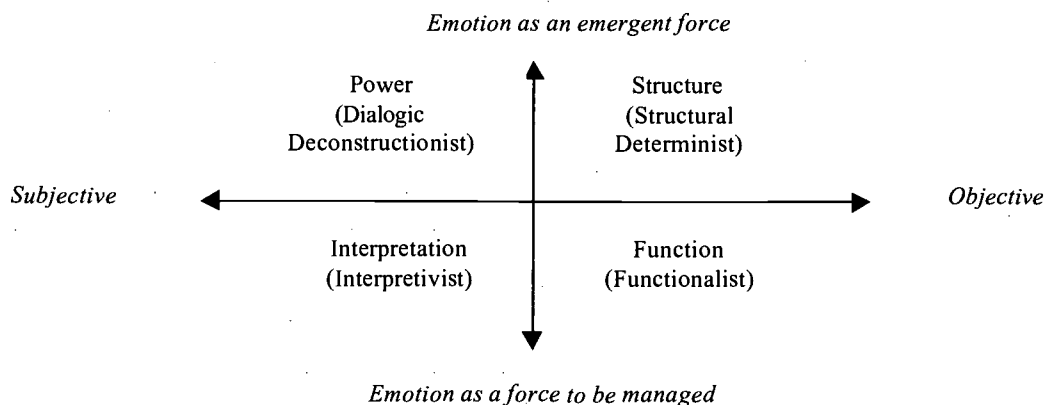 Emotion as an emergent force
Power
(Dialogic
Deconstructionist)
Structure
(Structural
Determinist)
Subjective
Objective
Interpretation
(Interpretivist)
Function
(Functionalist)
Emotion as a force to be managed